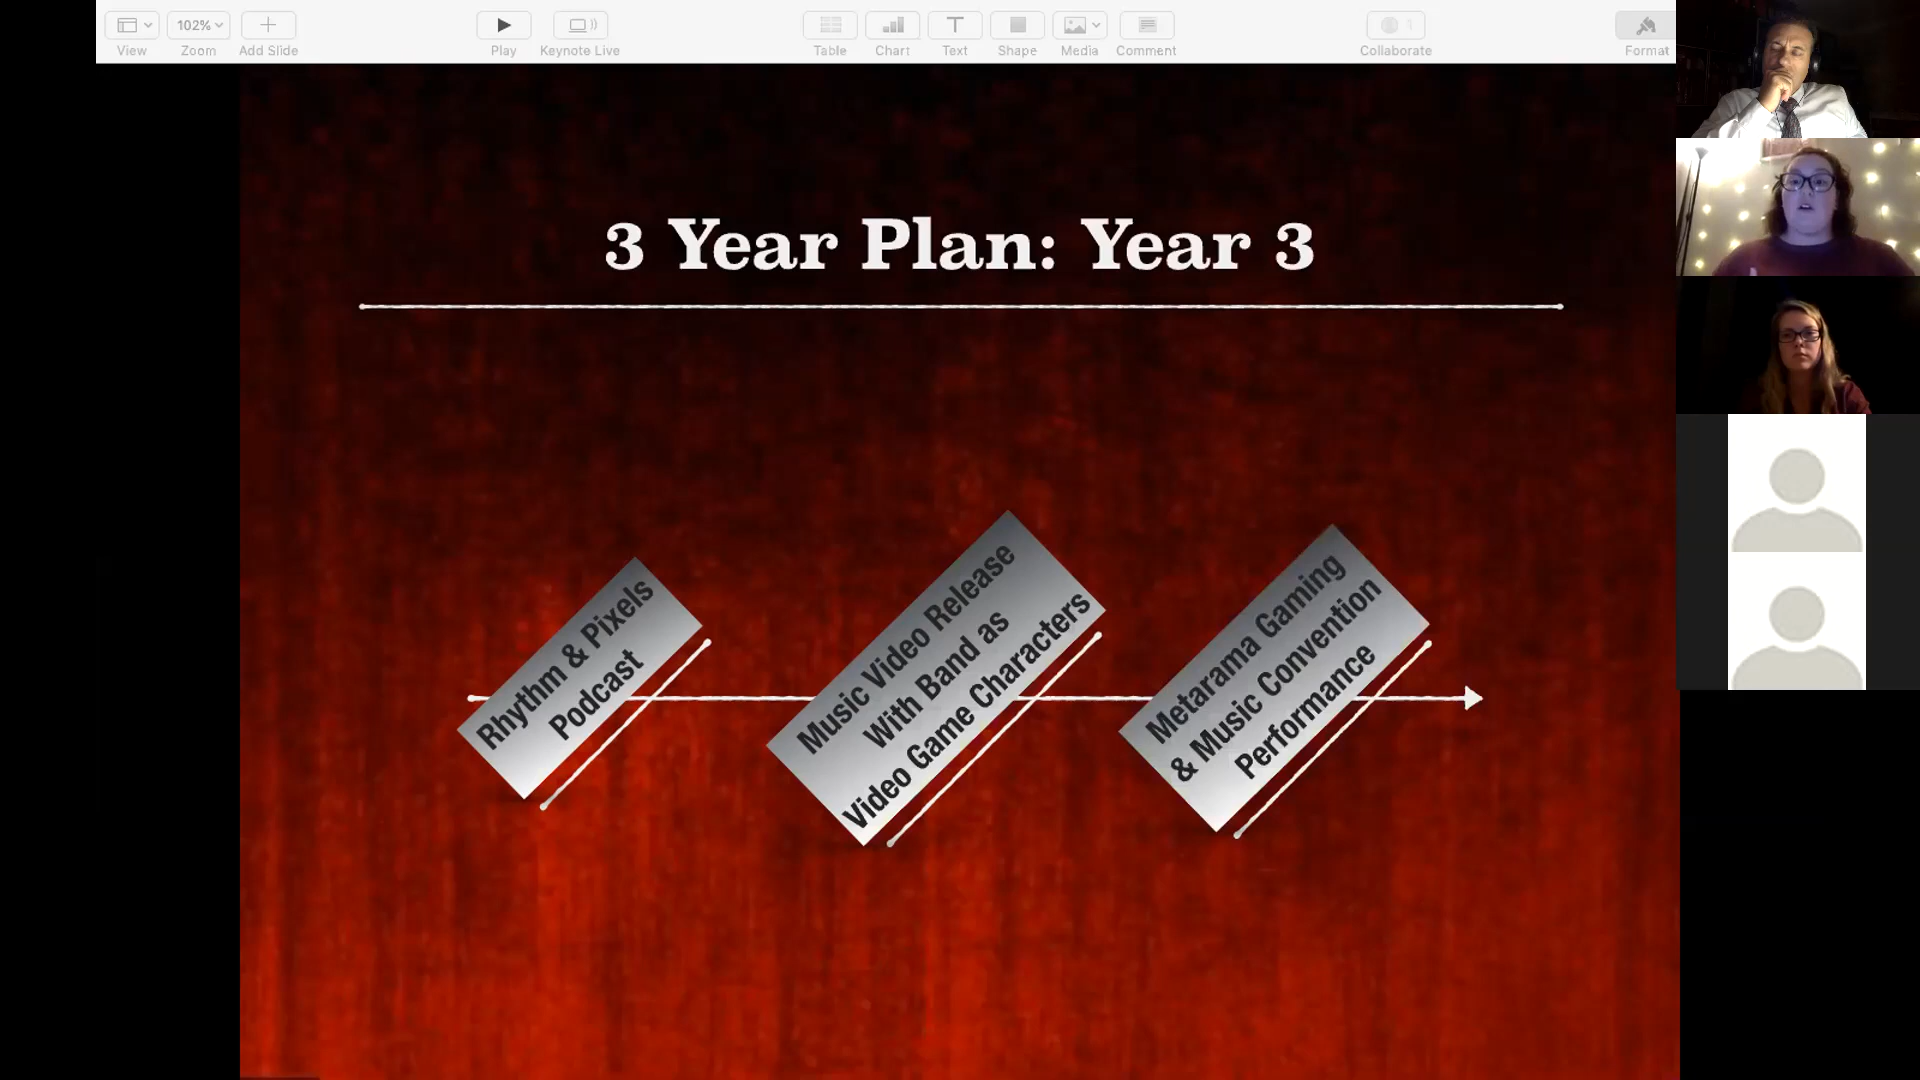 102%
View
Zoom
Add Slide
Play
Keynote Live
Table
Chart
Text
Shape
Media
Comment
Collaborate
Format
3 Year Plan: Year 3
Rhythm & Pixels
Podcast
Music Video Release
With Band as
Video Game Characters
Metarama Gaming
& Music Convention
Performance